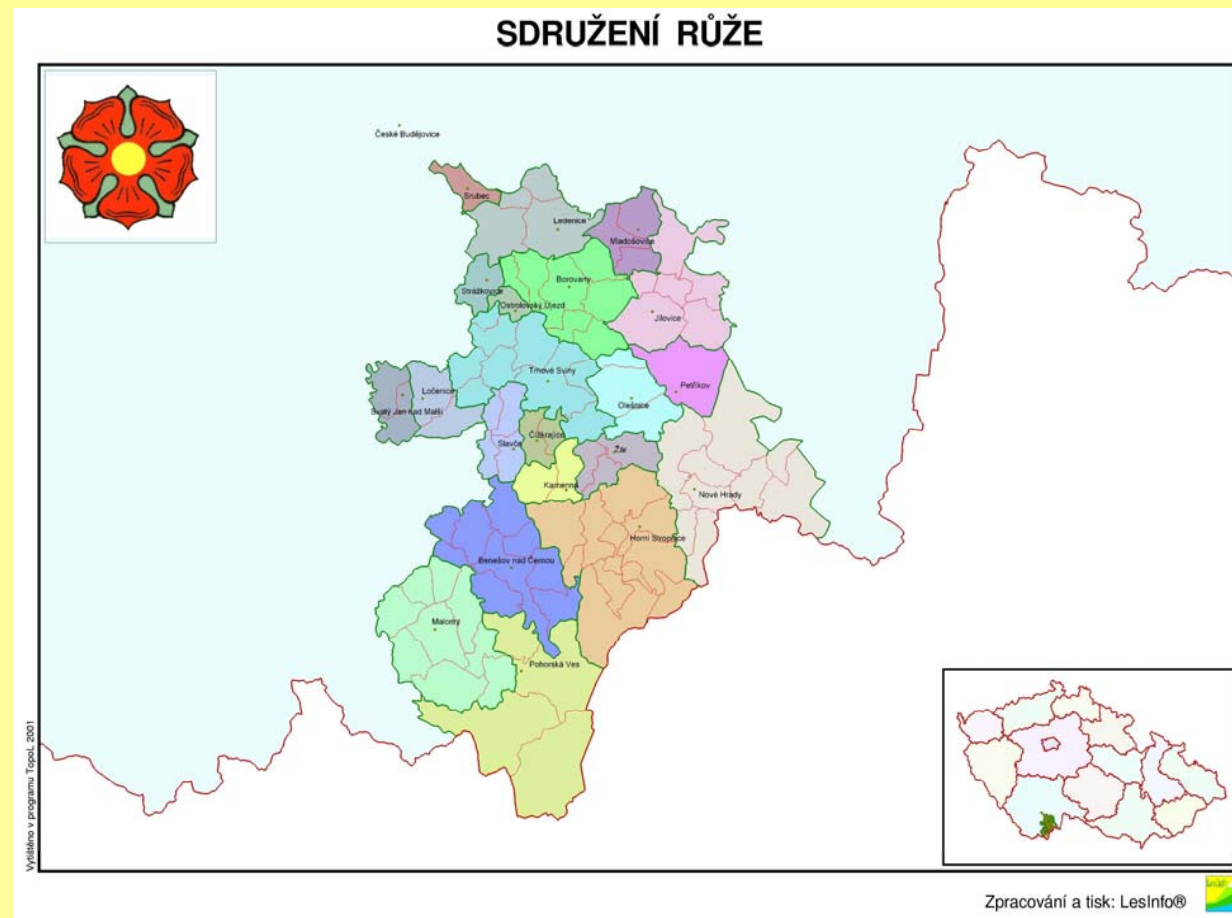 SDRUŽENÍ RŮŽE
České Budějovice
Srubec
Ledenice
Mladošovice
Strážkovice
Borovany
Ostrolovský Újezd
Jílovice
Trhové Sviny
Petříkov
Ločenice
Olešnice
Svatý Jan nad Malší
Čížkrajice
Slavče
Žár
Kamenná
Nové Hrady
Horní Stropnice
Benešov nad Černou
Malonty
Pohorská Ves
Vytištěno v programu TopoL 2001
Zpracování a tisk: LesInfo®
LesInfo